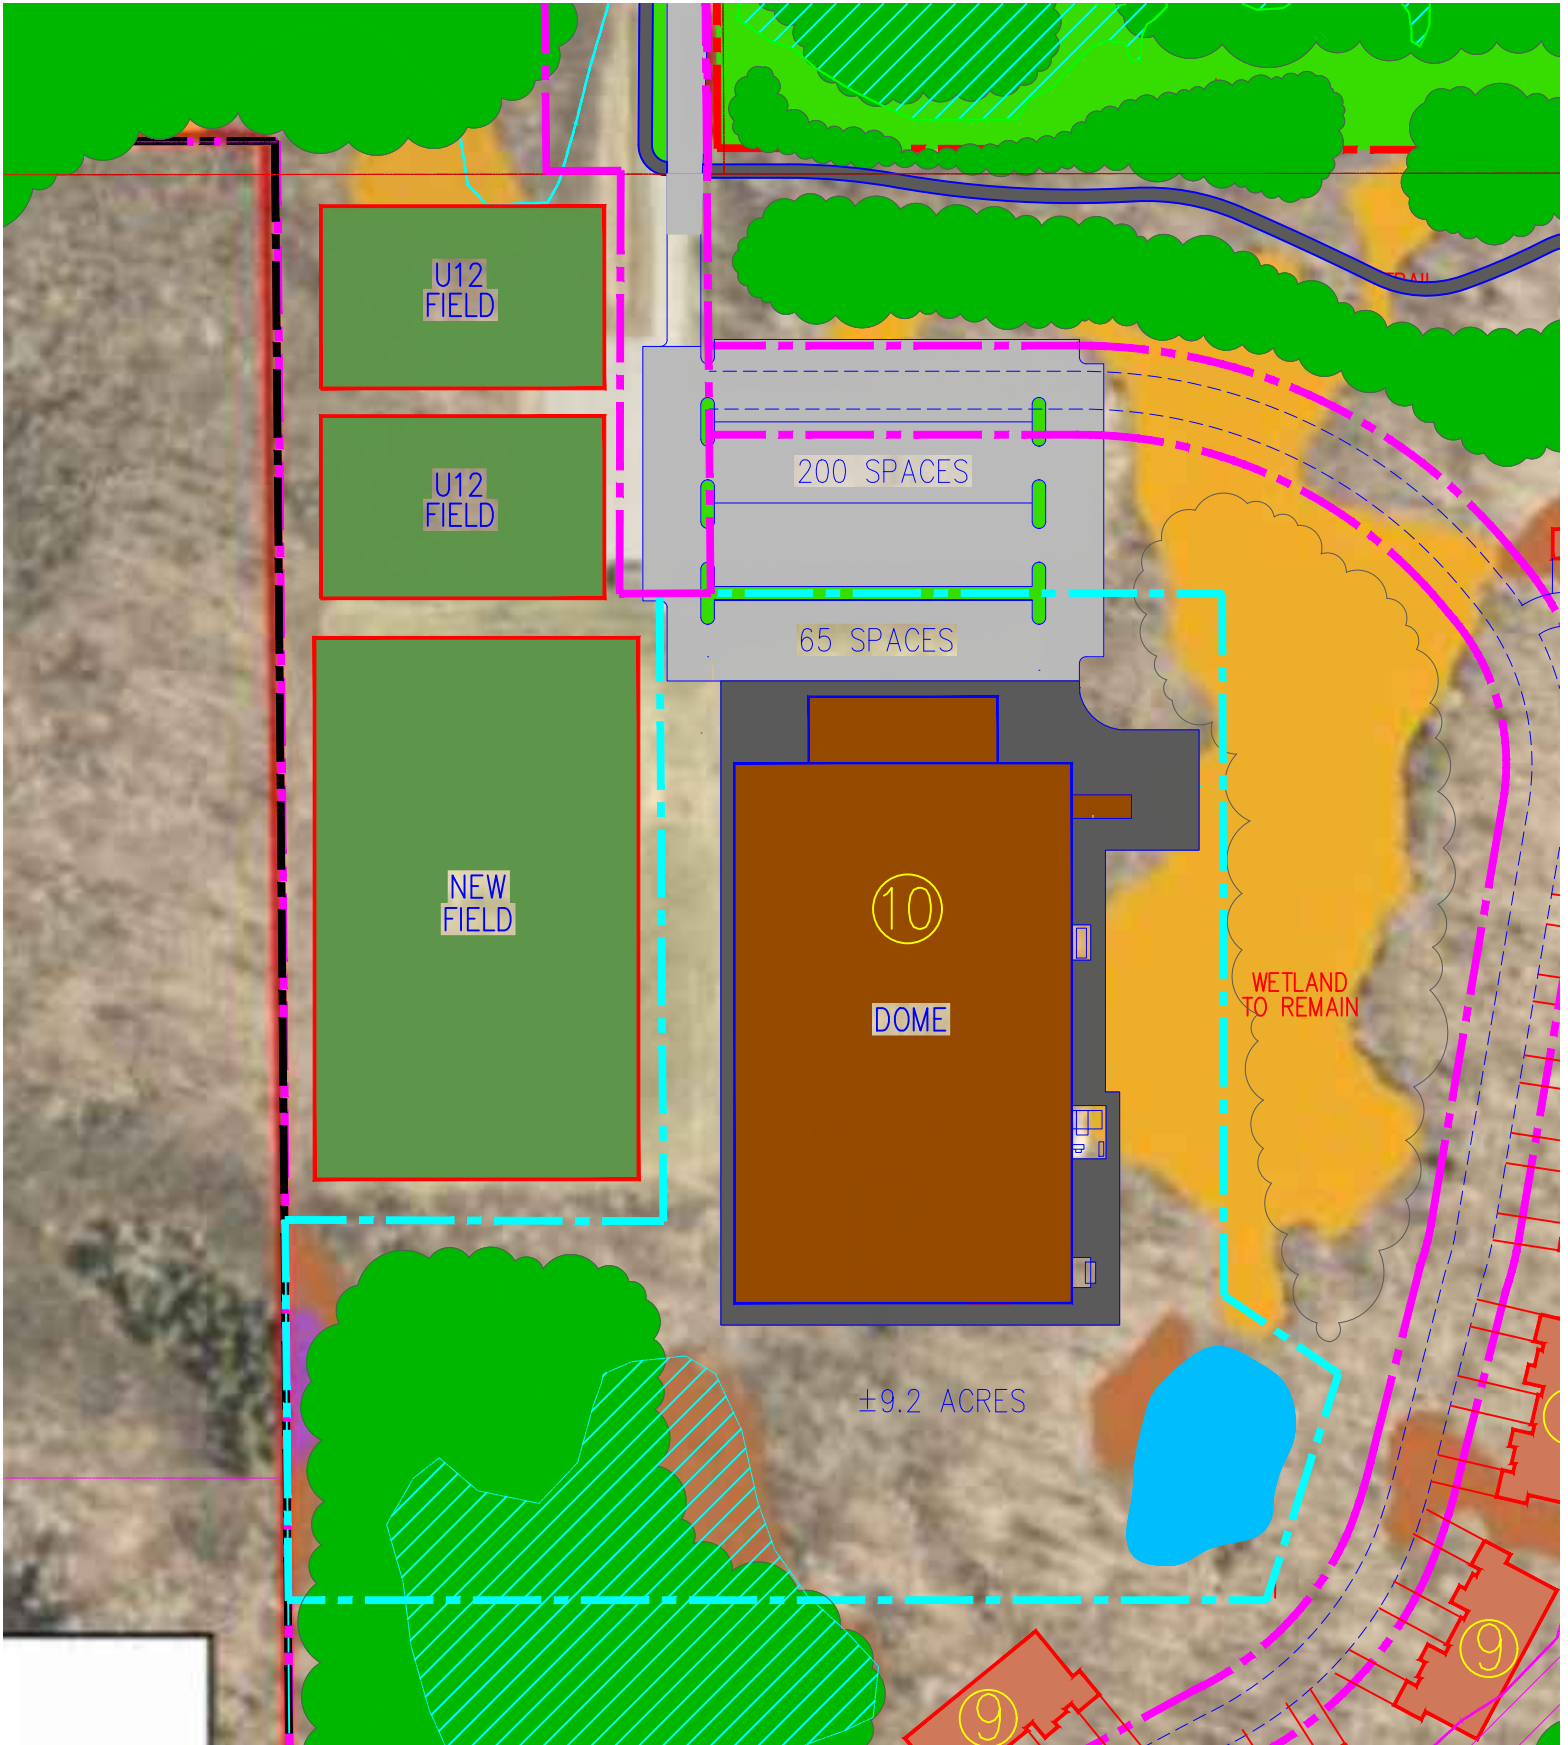 U12
FIELD
TRAIL
U12
FIELD
200 SPACES
65 SPACES
NEW
FIELD
10
DOME
WETLAND
TO REMAIN
±9.2 ACRES
9
9